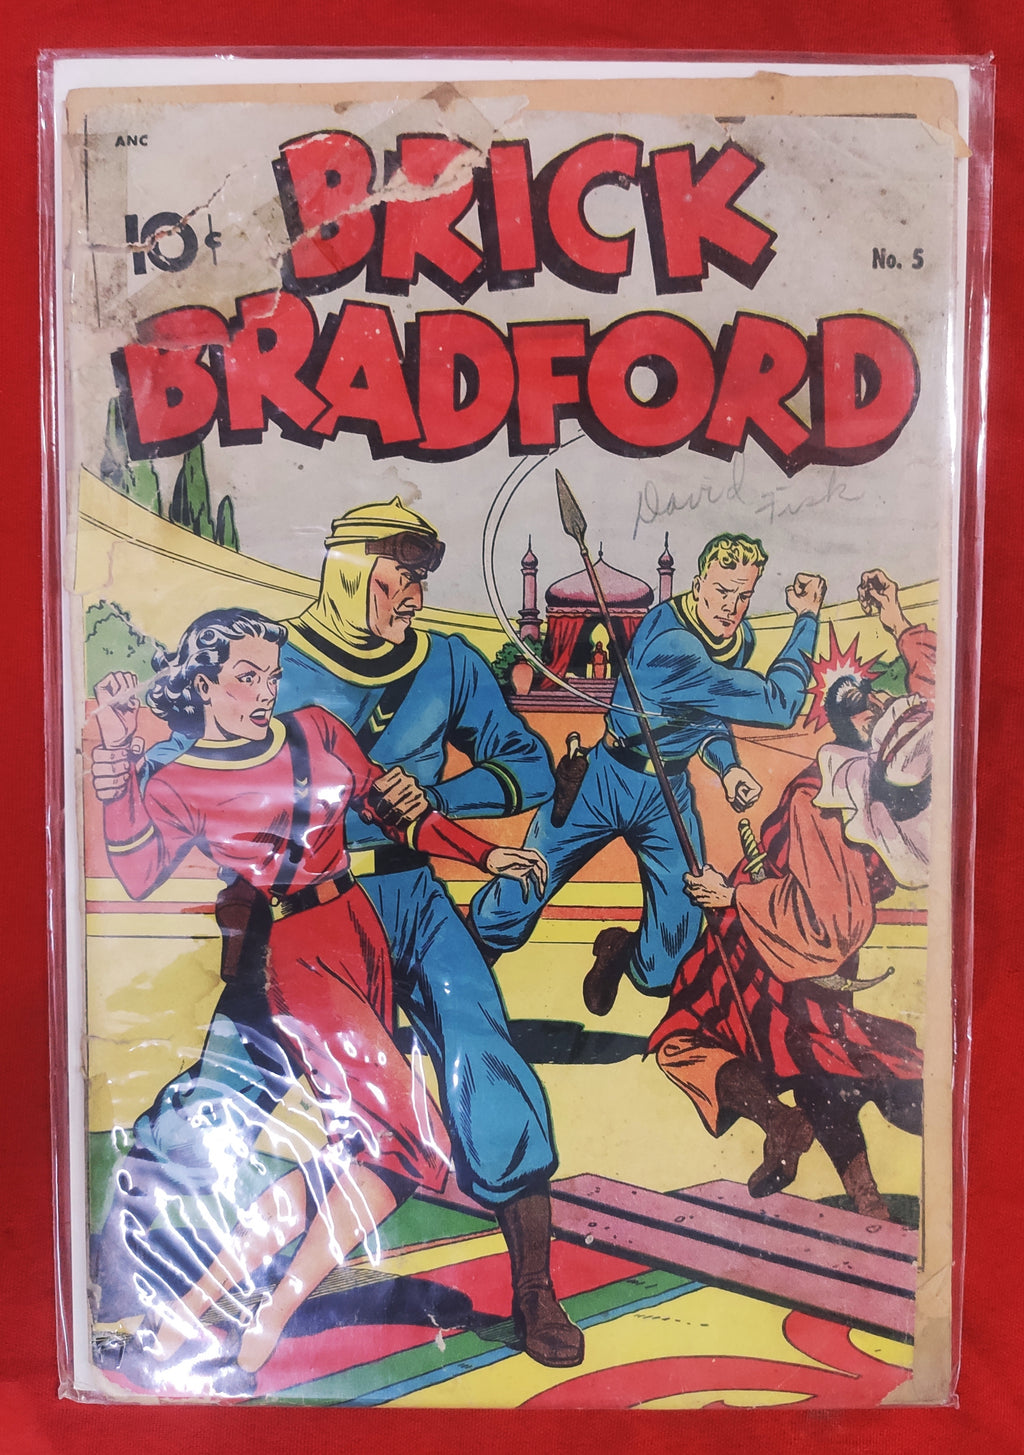 ANC
BRICK
10¢
No. 5
BRADFORD
David Fisk